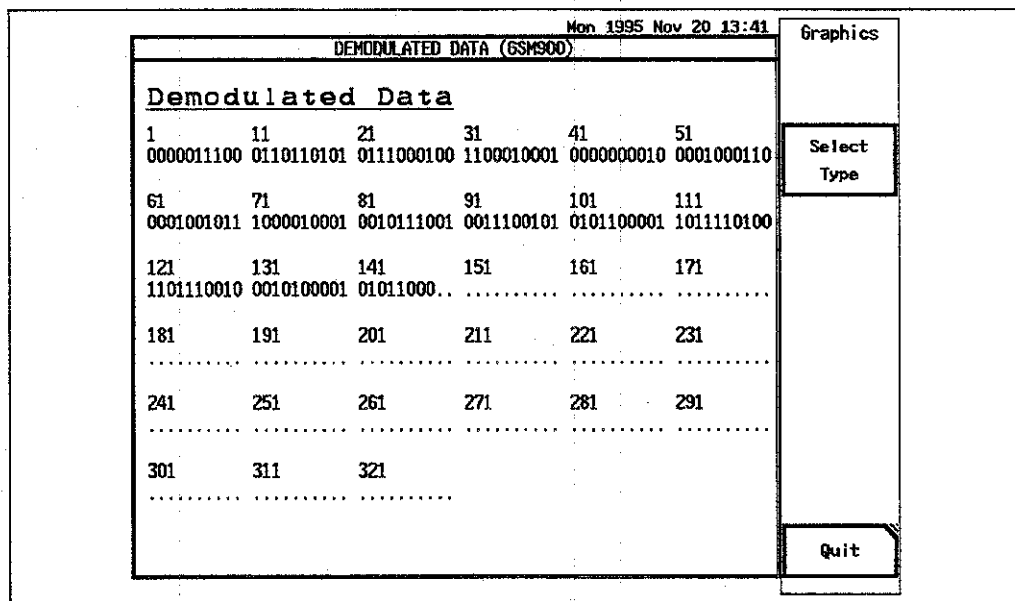 Mon 1995 Nov 20 13:41
DEMODULATED DATA (GSM900)
Demodulated Data
1 11 21 31 41 51
0000011100 0110110101 0111000100 1100010001 0000000010 0001000110
61 71 81 91 101 111
0001001011 1000010001 0010111001 0011100101 0101100001 1011110100
121 131 141 151 161 171
1101110010 0010100001 01011000.. .......... .......... ..........
181 191 201 211 221 231
.......... .......... .......... .......... .......... ..........
241 251 261 271 281 291
.......... .......... .......... .......... .......... ..........
301 311 321
.......... .......... ..........
Graphics
Select
Type
Quit